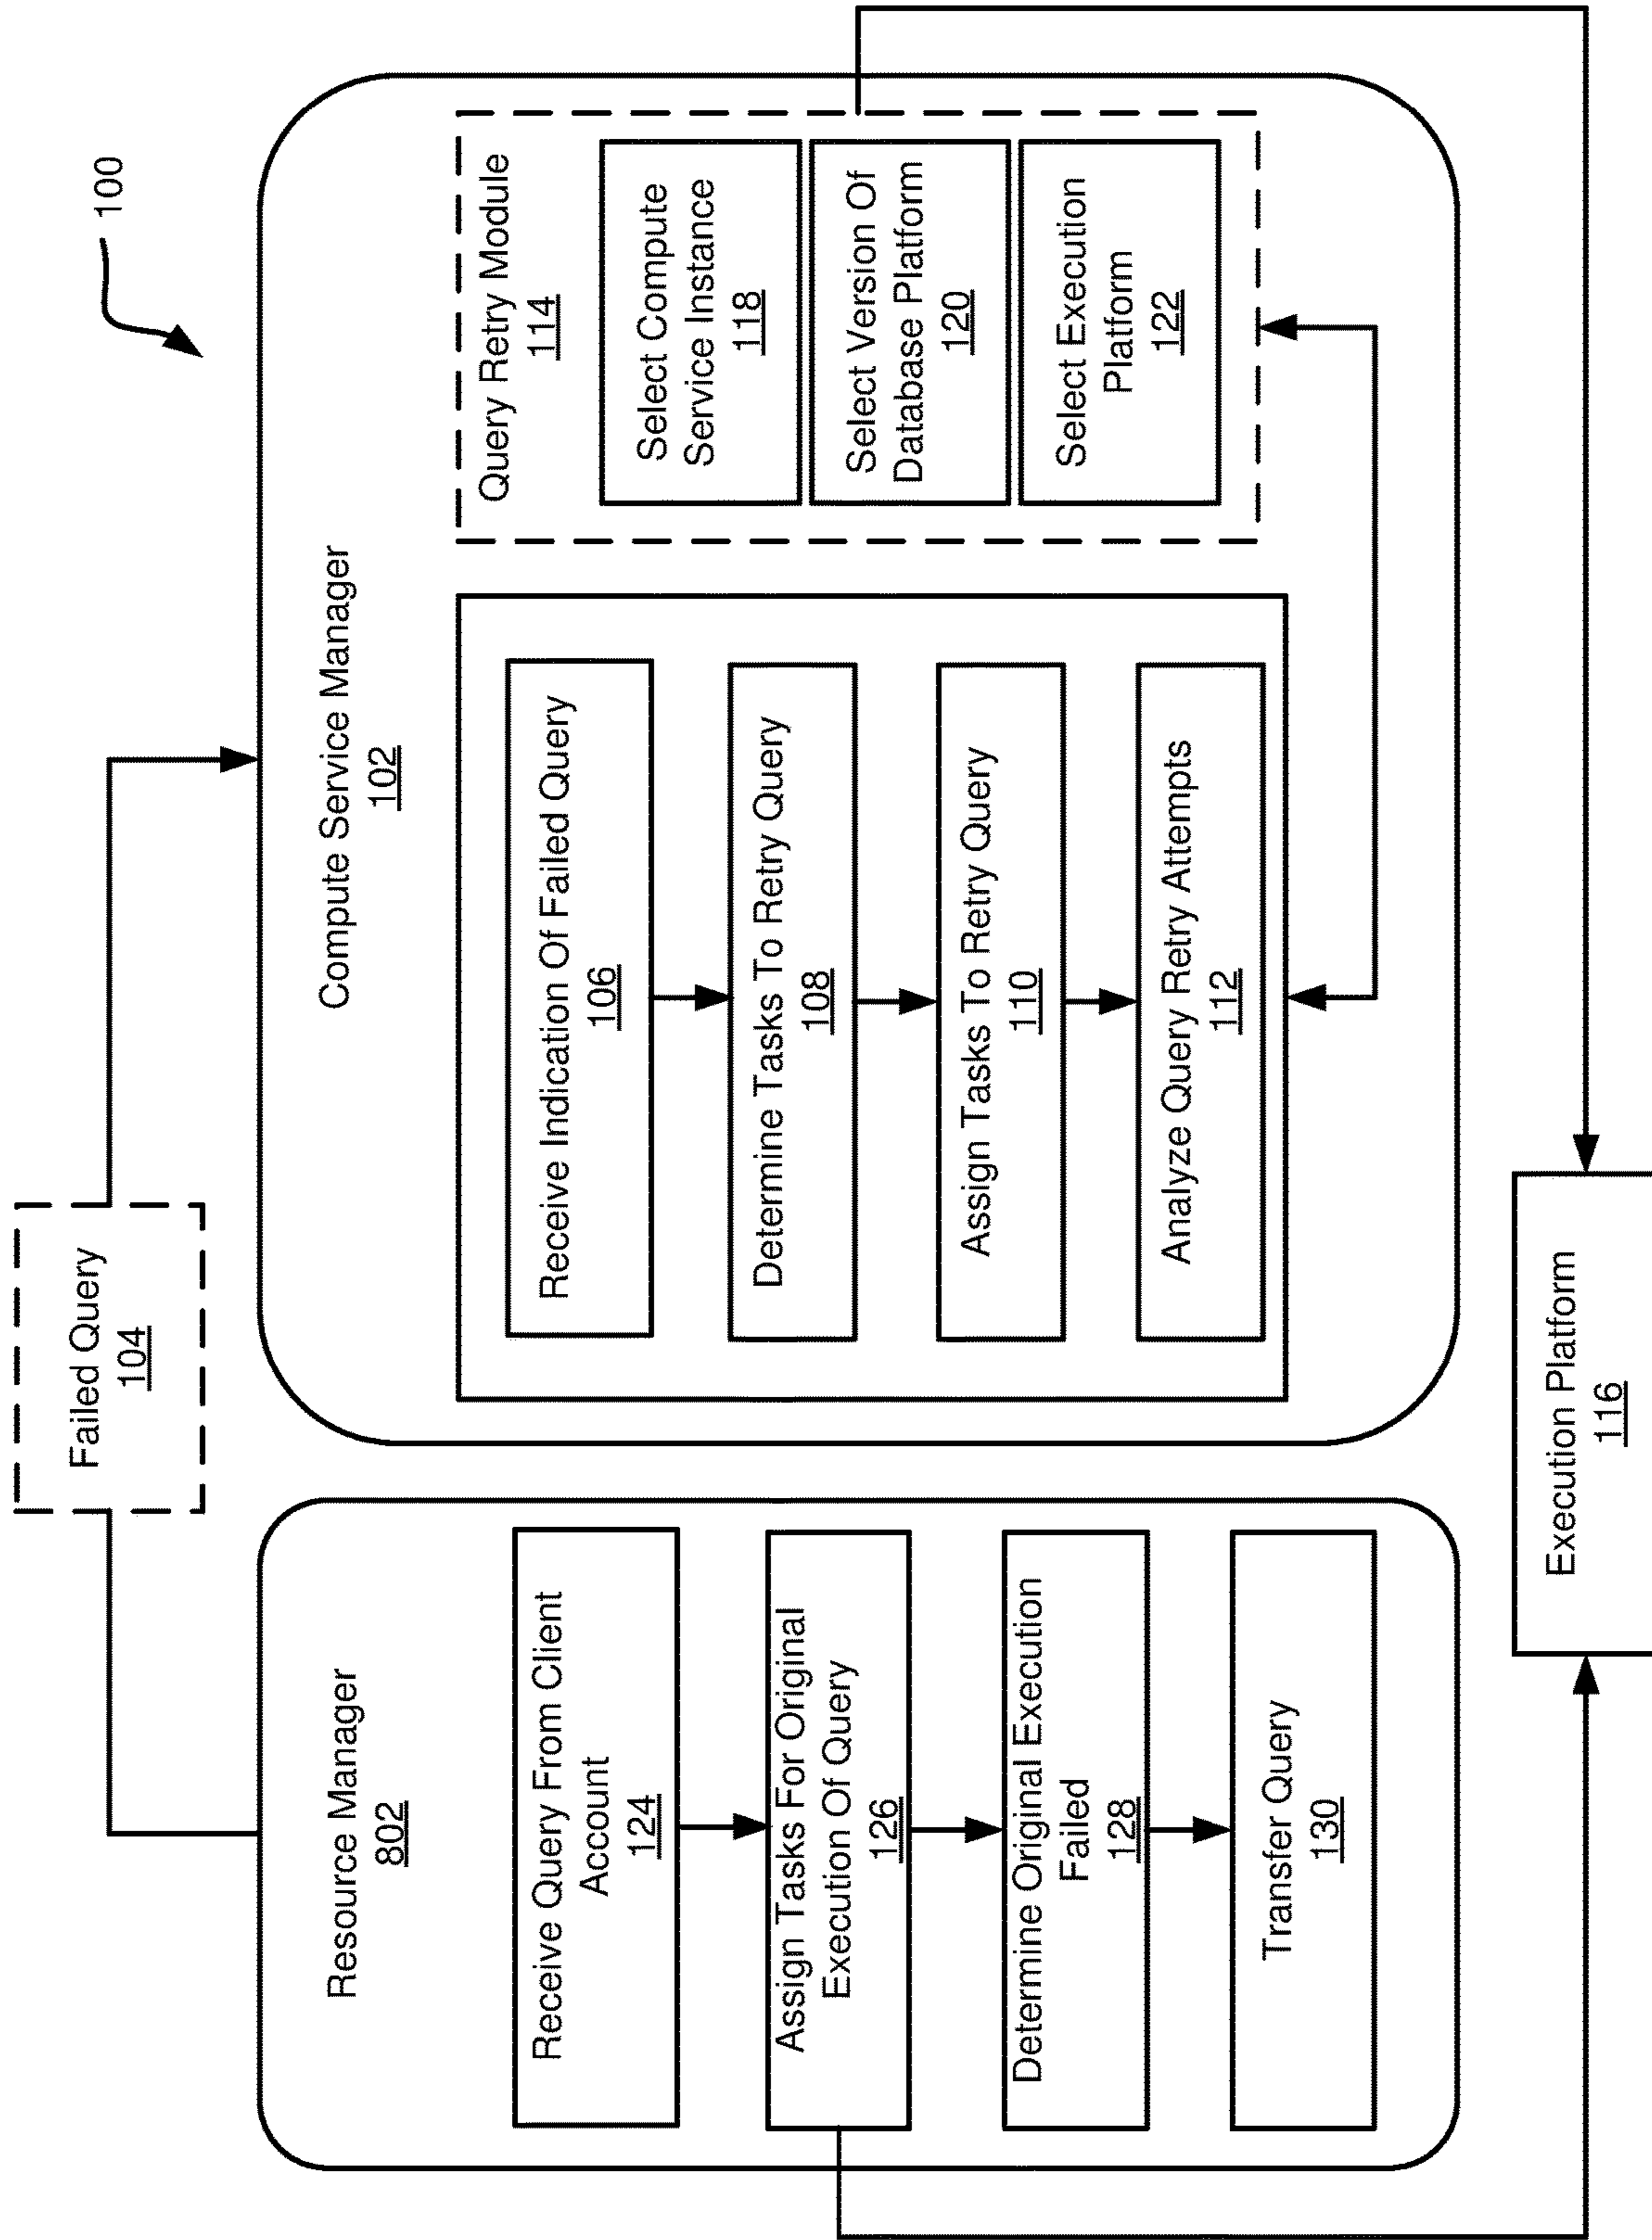 100
Failed Query
104
Resource Manager
802
Receive Query From Client
Account
124
Assign Tasks For Original
Execution Of Query
126
Determine Original Execution
Failed
128
Transfer Query
130
Compute Service Manager
102
Receive Indication Of Failed Query
106
Determine Tasks To Retry Query
108
Assign Tasks To Retry Query
110
Analyze Query Retry Attempts
112
Query Retry Module
114
Select Compute
Service Instance
118
Select Version Of
Database Platform
120
Select Execution
Platform
122
Execution Platform
116